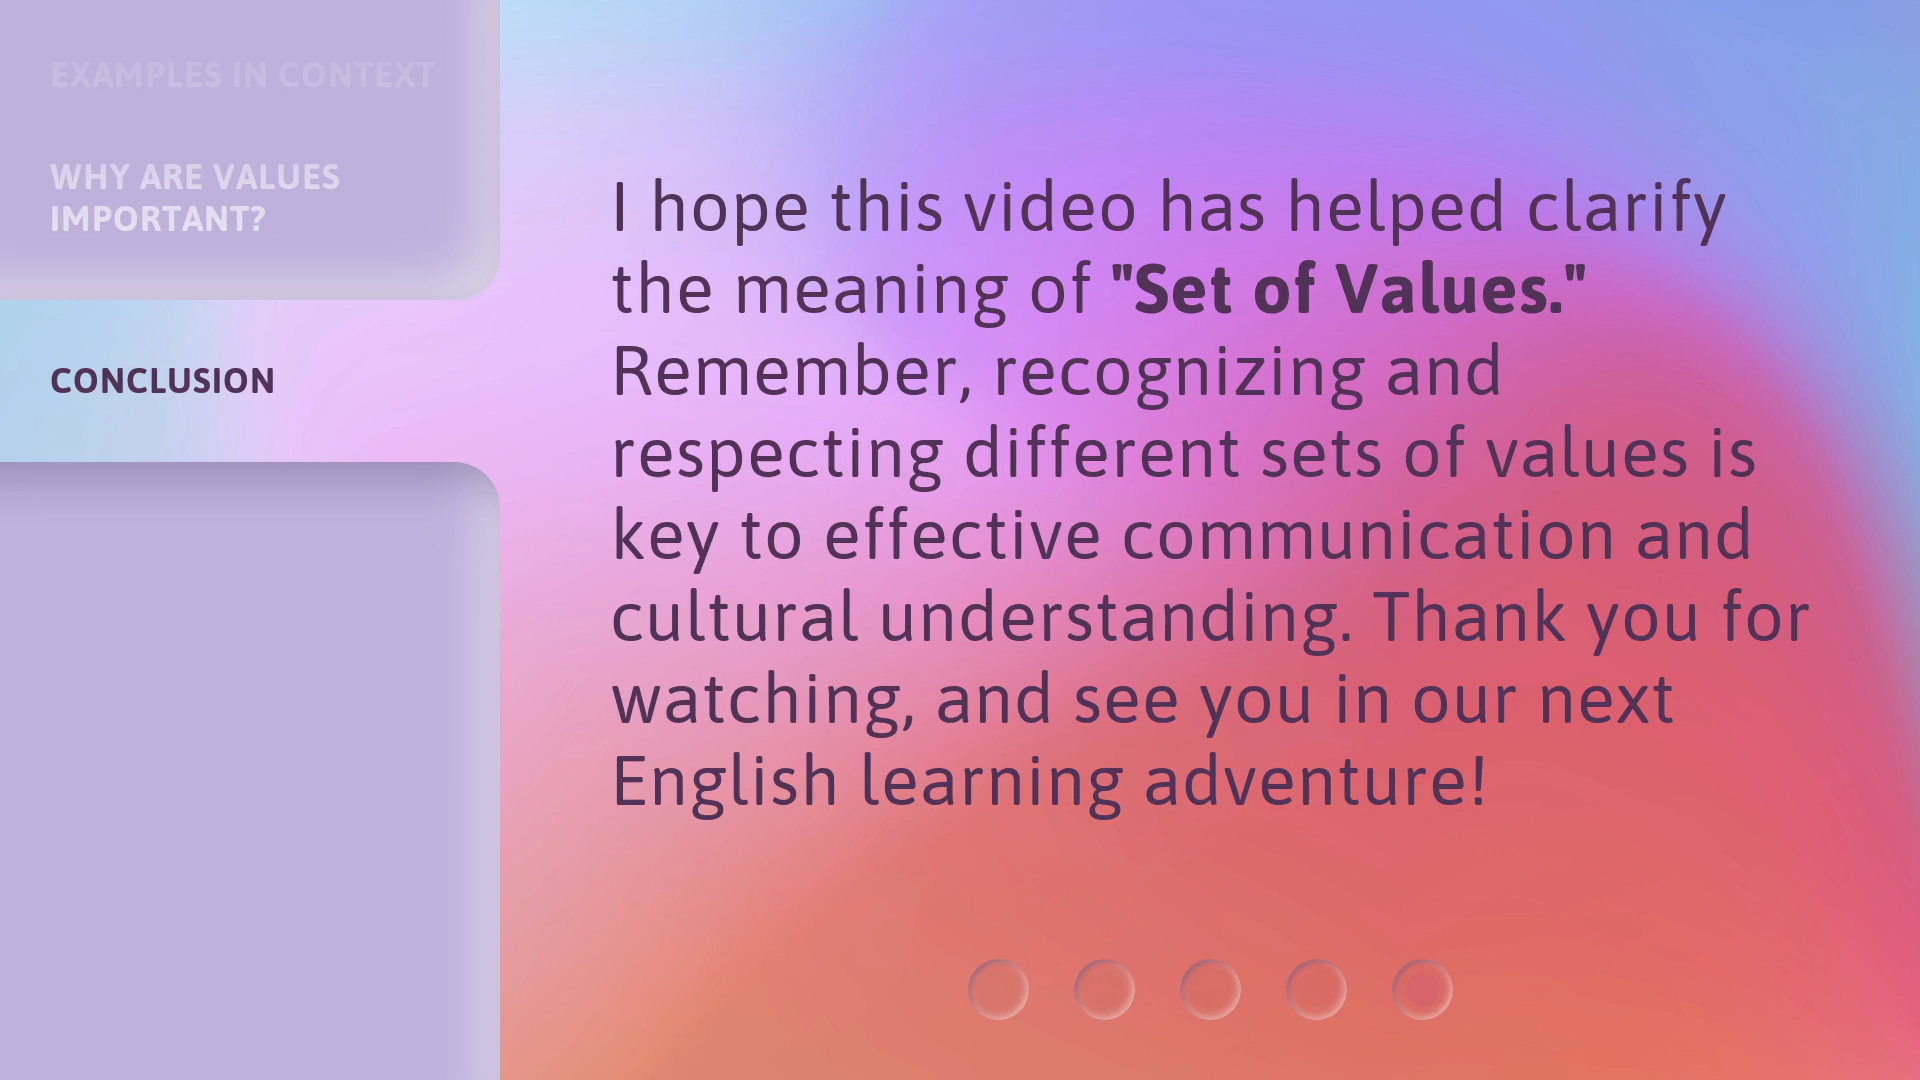 EXAMPLES IN CONTEXT
WHY ARE VALUES
IMPORTANT?
CONCLUSION
I hope this video has helped clarify
the meaning of "Set of Values."
Remember, recognizing and
respecting different sets of values is
key to effective communication and
cultural understanding. Thank you for
watching, and see you in our next
English learning adventure!